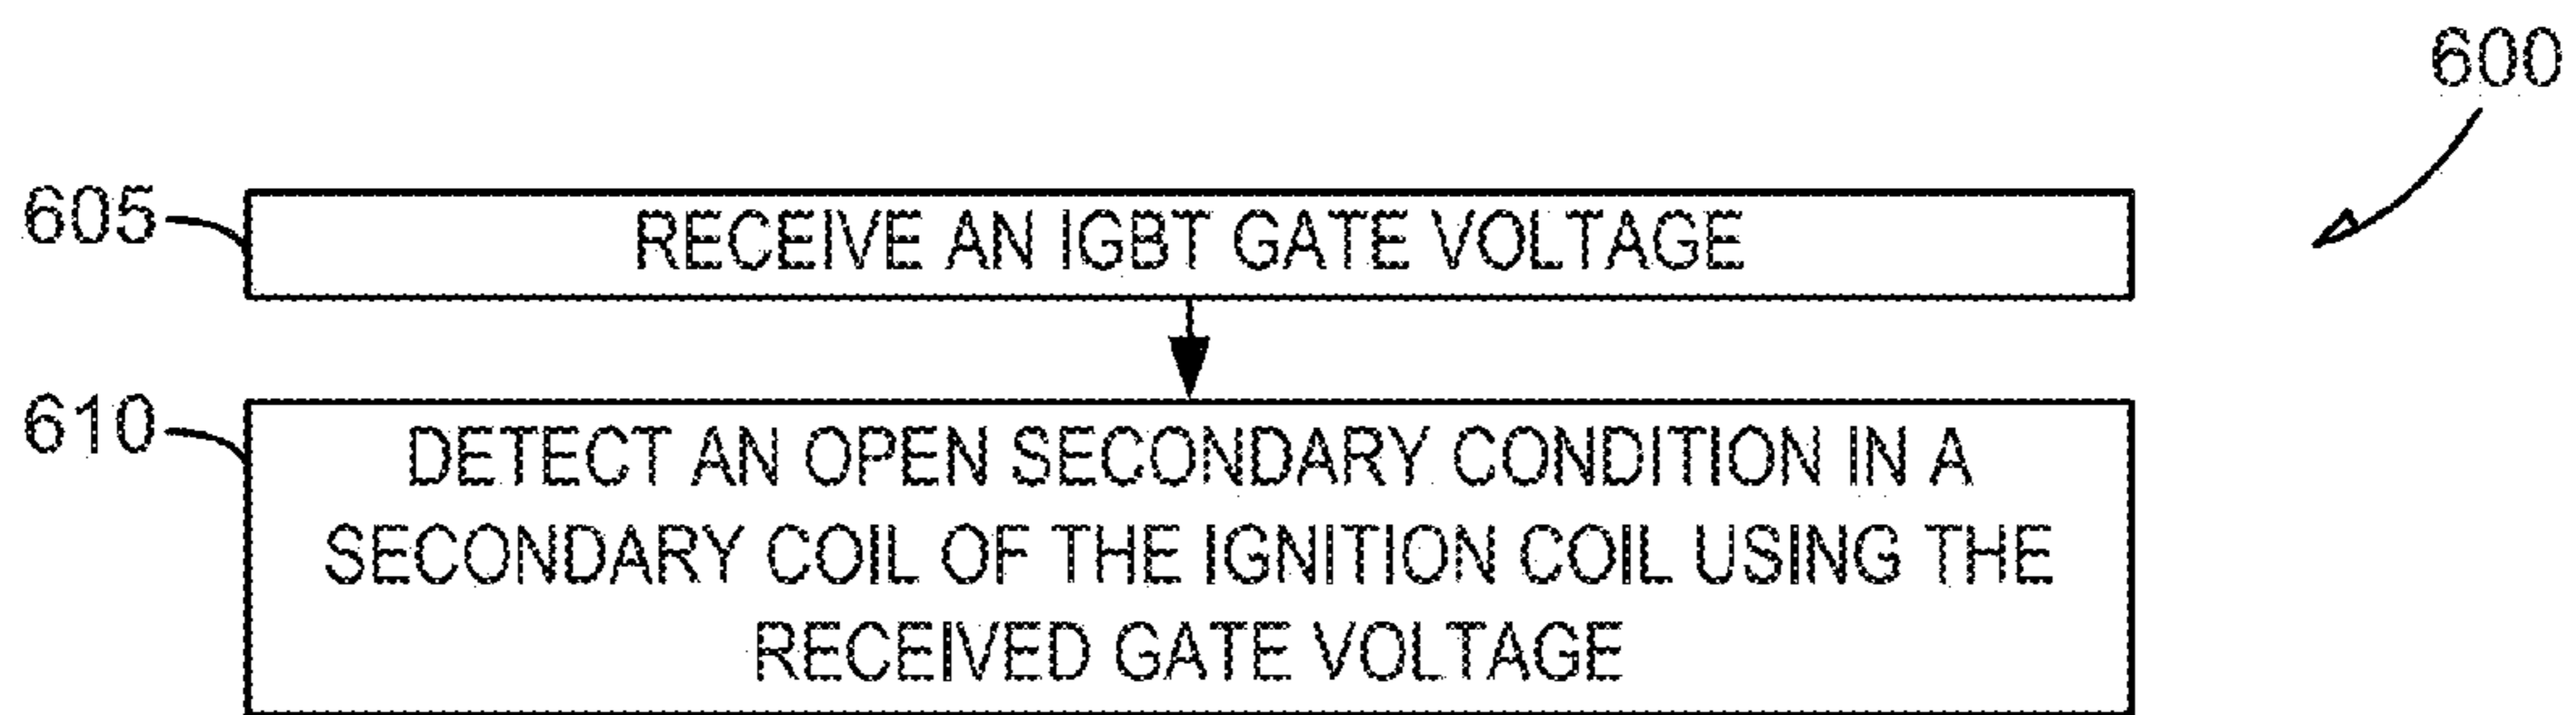 600
605
RECEIVE AN IGBT GATE VOLTAGE
610
DETECT AN OPEN SECONDARY CONDITION IN A
SECONDARY COIL OF THE IGNITION COIL USING THE
RECEIVED GATE VOLTAGE